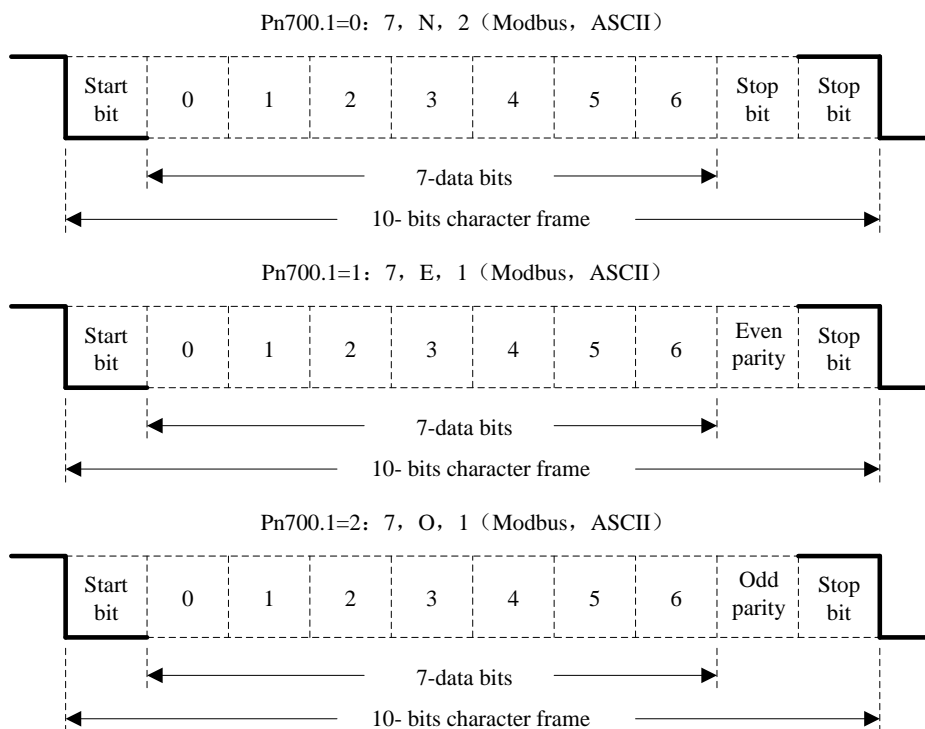 Pn700.1=0：7，N，2（Modbus，ASCII）
Start bit 0 1 2 3 4 5 6 Stop bit Stop bit
7-data bits
10- bits character frame
Pn700.1=1：7，E，1（Modbus，ASCII）
Start bit 0 1 2 3 4 5 6 Even parity Stop bit
7-data bits
10- bits character frame
Pn700.1=2：7，O，1（Modbus，ASCII）
Start bit 0 1 2 3 4 5 6 Odd parity Stop bit
7-data bits
10- bits character frame